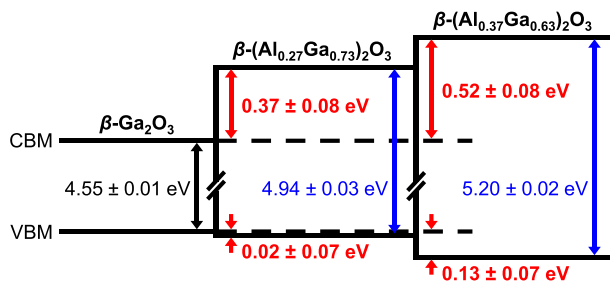 β-(Al0.37Ga0.63)2O3
β-(Al0.27Ga0.73)2O3
0.37 ± 0.08 eV
0.52 ± 0.08 eV
β-Ga2O3
CBM
4.55 ± 0.01 eV
4.94 ± 0.03 eV
5.20 ± 0.02 eV
VBM
0.02 ± 0.07 eV
0.13 ± 0.07 eV